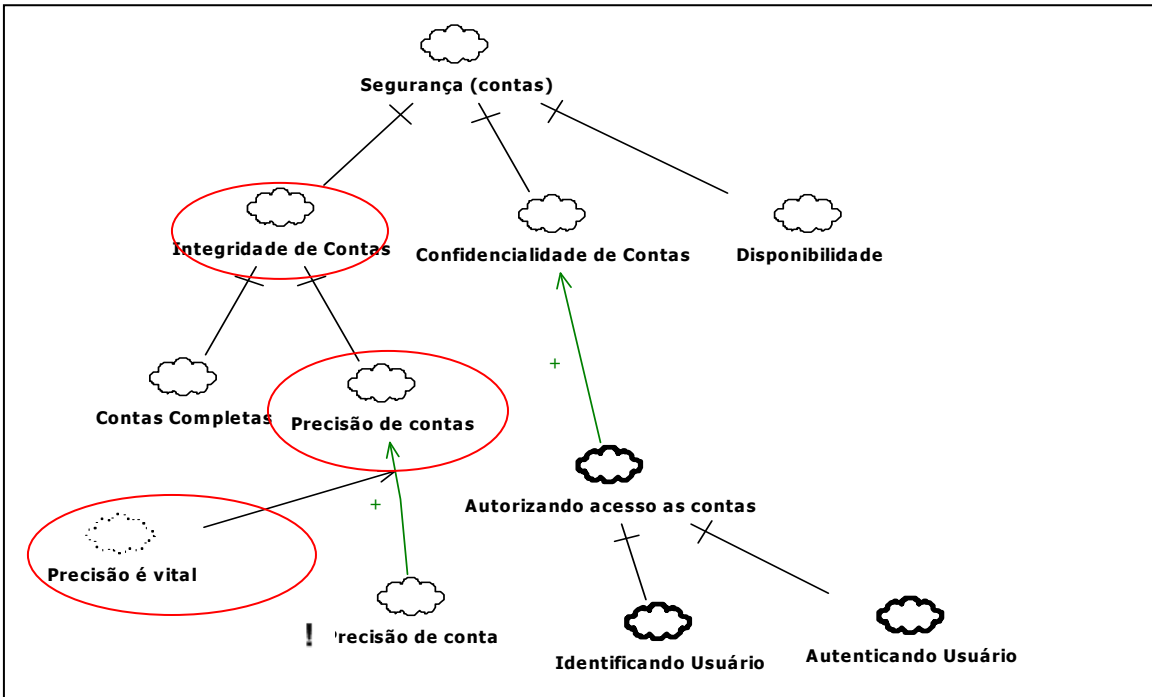 Segurança (contas)
Integridade de Contas
Confidencialidade de Contas
Disponibilidade
Contas Completas
Precisão de contas
+
Autorizando acesso as contas
+
Precisão é vital
! recisão de conta
Identificando Usuário
Autenticando Usuário